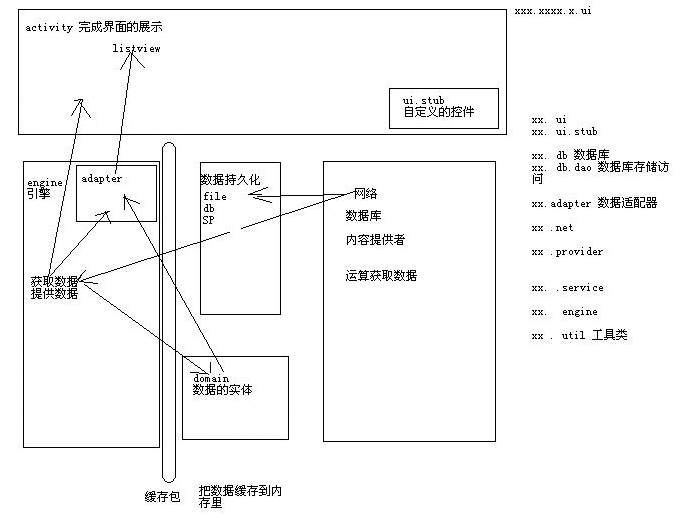 xxx.xxxx.x.ui
activity 完成界面的展示
listview
ui.stub
自定义的控件
engine
引擎
adapter
获取数据
提供数据
数据持久化
file
db
SP
domain
数据的实体
网络
数据库
内容提供者
运算获取数据
缓存包
把数据缓存到内
存里
xx. ui
xx. ui.stub
xx. db 数据库
xx. db.dao 数据库存储访
问
xx.adapter 数据适配器
xx .net
xx .provider
xx. .service
xx. engine
xx . util 工具类